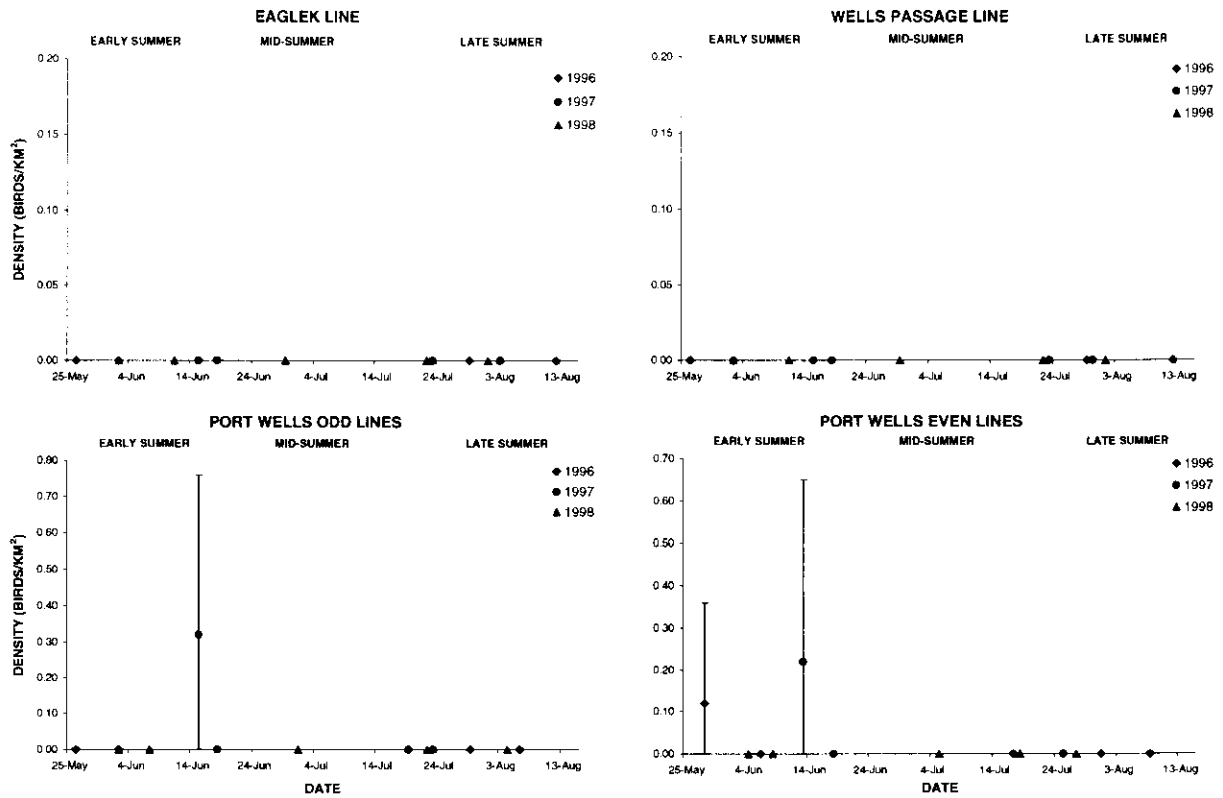 EAGLEK LINE
EARLY SUMMER MID-SUMMER LATE SUMMER
1996
1997
1998
DENSITY (BIRDS/KM²)
0.20
0.15
0.10
0.05
0.00
25-May 4-Jun 14-Jun 24-Jun 4-Jul 14-Jul 24-Jul 3-Aug 13-Aug
WELLS PASSAGE LINE
EARLY SUMMER MID-SUMMER LATE SUMMER
1996
1997
1998
0.20
0.15
0.10
0.05
0.00
25-May 4-Jun 14-Jun 24-Jun 4-Jul 14-Jul 24-Jul 3-Aug 13-Aug
PORT WELLS ODD LINES
EARLY SUMMER MID-SUMMER LATE SUMMER
1996
1997
1998
DENSITY (BIRDS/KM²)
0.80
0.70
0.60
0.50
0.40
0.30
0.20
0.10
0.00
25-May 4-Jun 14-Jun 24-Jun 4-Jul 14-Jul 24-Jul 3-Aug 13-Aug
DATE
PORT WELLS EVEN LINES
EARLY SUMMER MID-SUMMER LATE SUMMER
1996
1997
1998
0.70
0.60
0.50
0.40
0.30
0.20
0.10
0.00
25-May 4-Jun 14-Jun 24-Jun 4-Jul 14-Jul 24-Jul 3-Aug 13-Aug
DATE